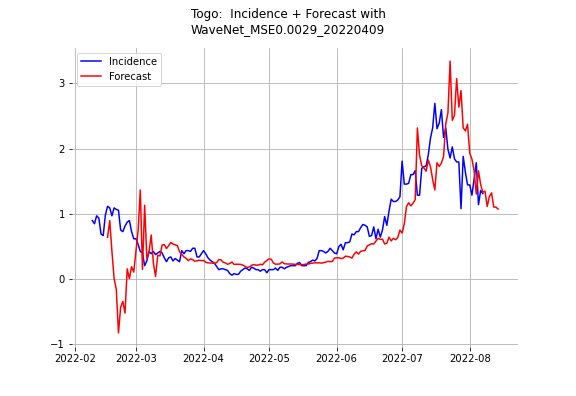 Togo:  Incidence + Forecast with
WaveNet_MSE0.0029_20220409
Incidence
Forecast
3
2
1
0
−1
2022-02 2022-03 2022-04 2022-05 2022-06 2022-07 2022-08